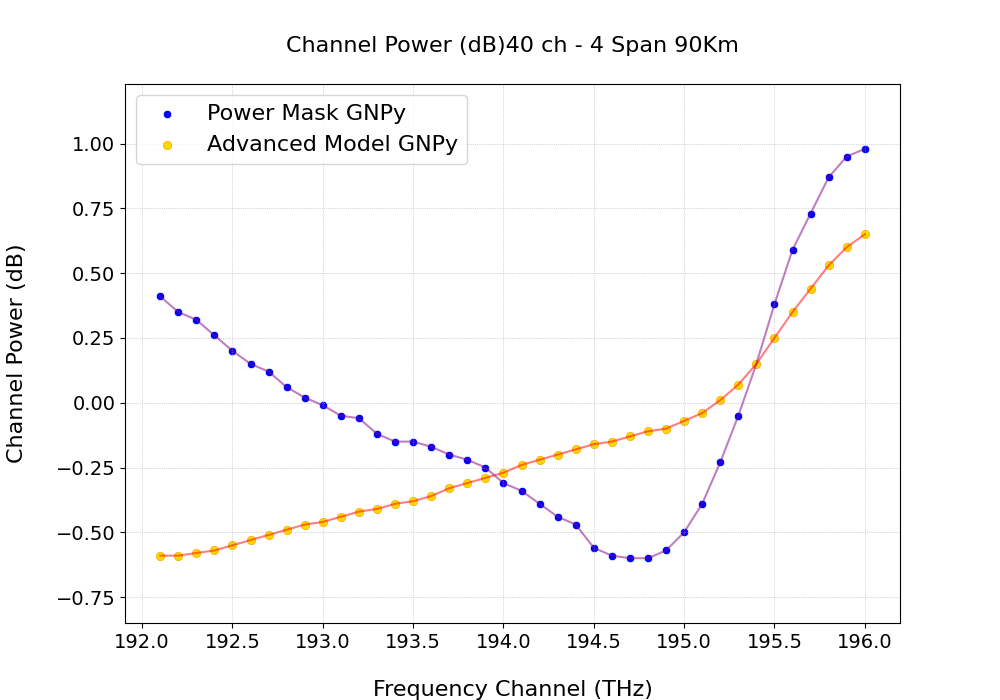 Channel Power (dB)40 ch - 4 Span 90Km
Power Mask GNPy
Advanced Model GNPy
Channel Power (dB)
1.00
0.75
0.50
0.25
0.00
−0.25
−0.50
−0.75
192.0 192.5 193.0 193.5 194.0 194.5 195.0 195.5 196.0
Frequency Channel (THz)